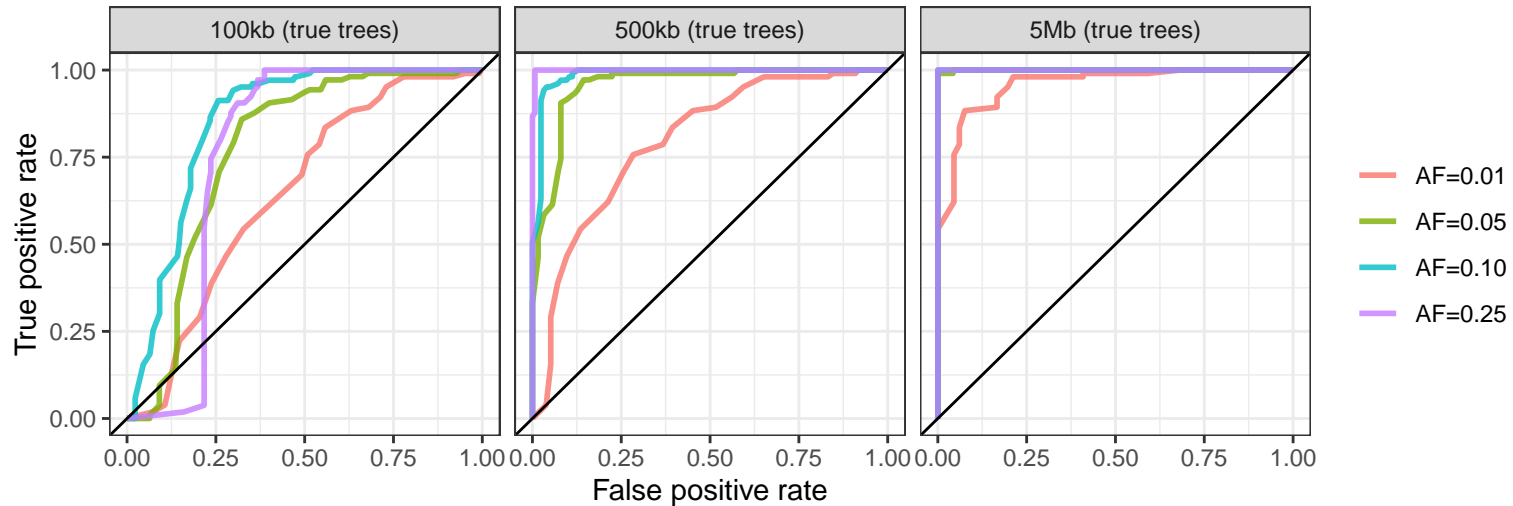 100kb (true trees)
500kb (true trees)
5Mb (true trees)
True positive rate
1.00
0.75
0.50
0.25
0.00
0.00 0.25 0.50 0.75 1.00
0.00 0.25 0.50 0.75 1.00
0.00 0.25 0.50 0.75 1.00
False positive rate
AF=0.01
AF=0.05
AF=0.10
AF=0.25